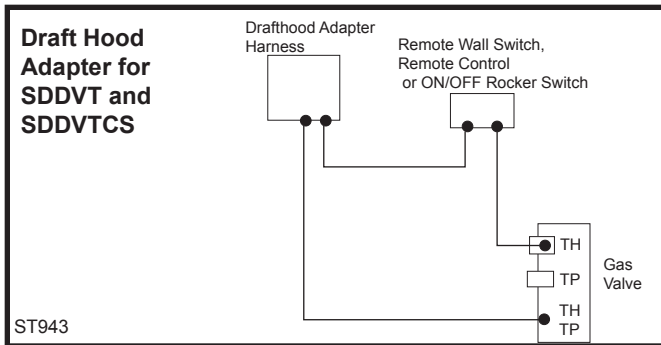 Draft Hood
Adapter for
SDDVT and
SDDVTCS
Drafthood Adapter
Harness
Remote Wall Switch,
Remote Control
or ON/OFF Rocker Switch
TH
TP
TH
TP
Gas
Valve
ST943